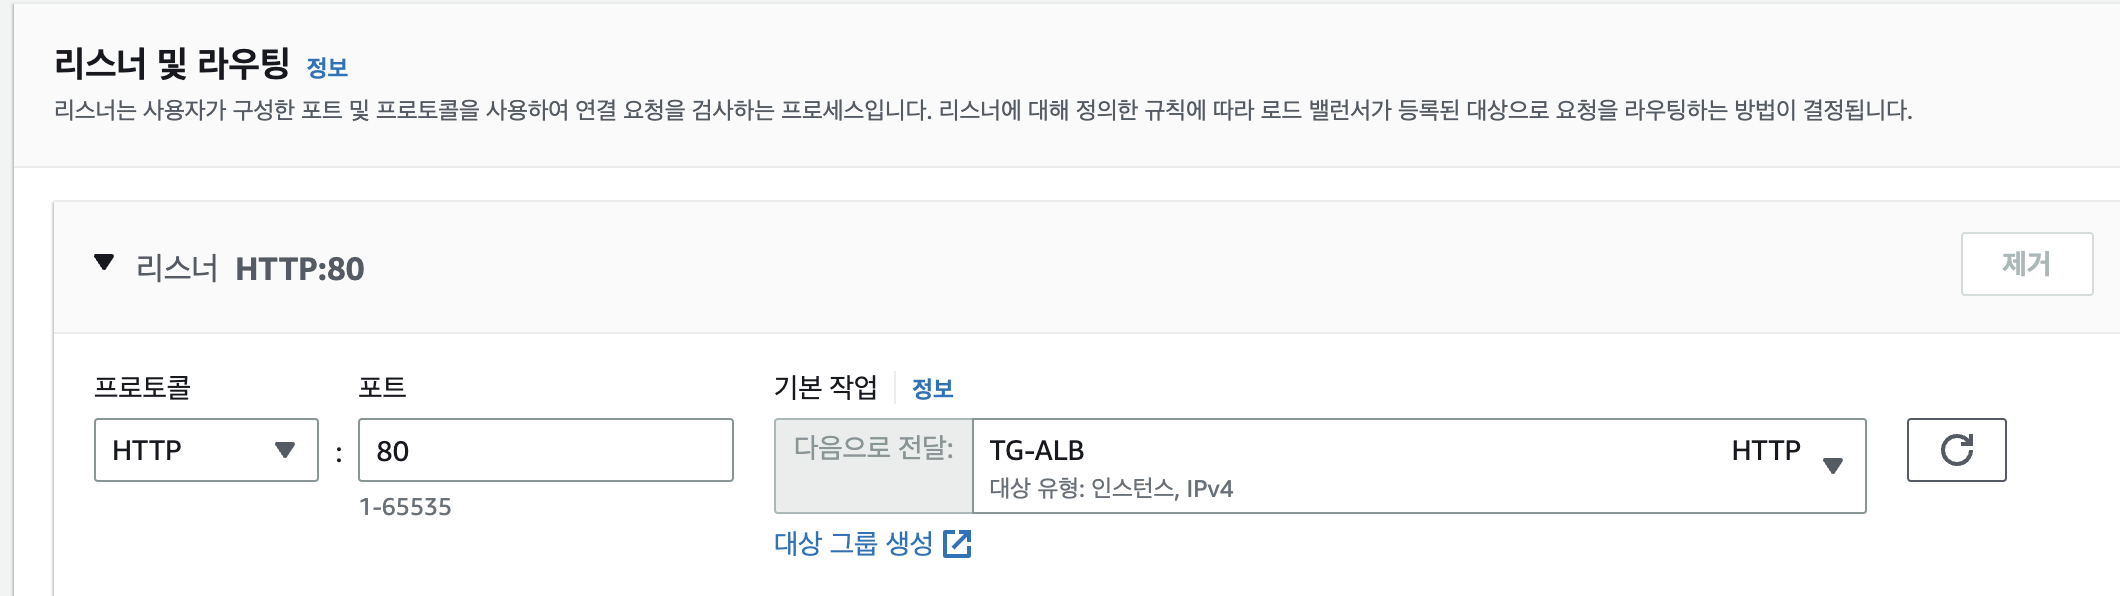 리스너 및 라우팅 정보
리스너는 사용자가 구성한 포트 및 프로토콜을 사용하여 연결 요청을 검사하는 프로세스입니다. 리스너에 대해 정의한 규칙에 따라 로드 밸런서가 등록된 대상으로 요청을 라우팅하는 방법이 결정됩니다.
리스너 HTTP:80
제거
프로토콜 포트 기본 작업 정보
HTTP : 80 다음으로 전달: TG-ALB HTTP
대상 유형: 인스턴스, IPv4
1-65535
대상 그룹 생성